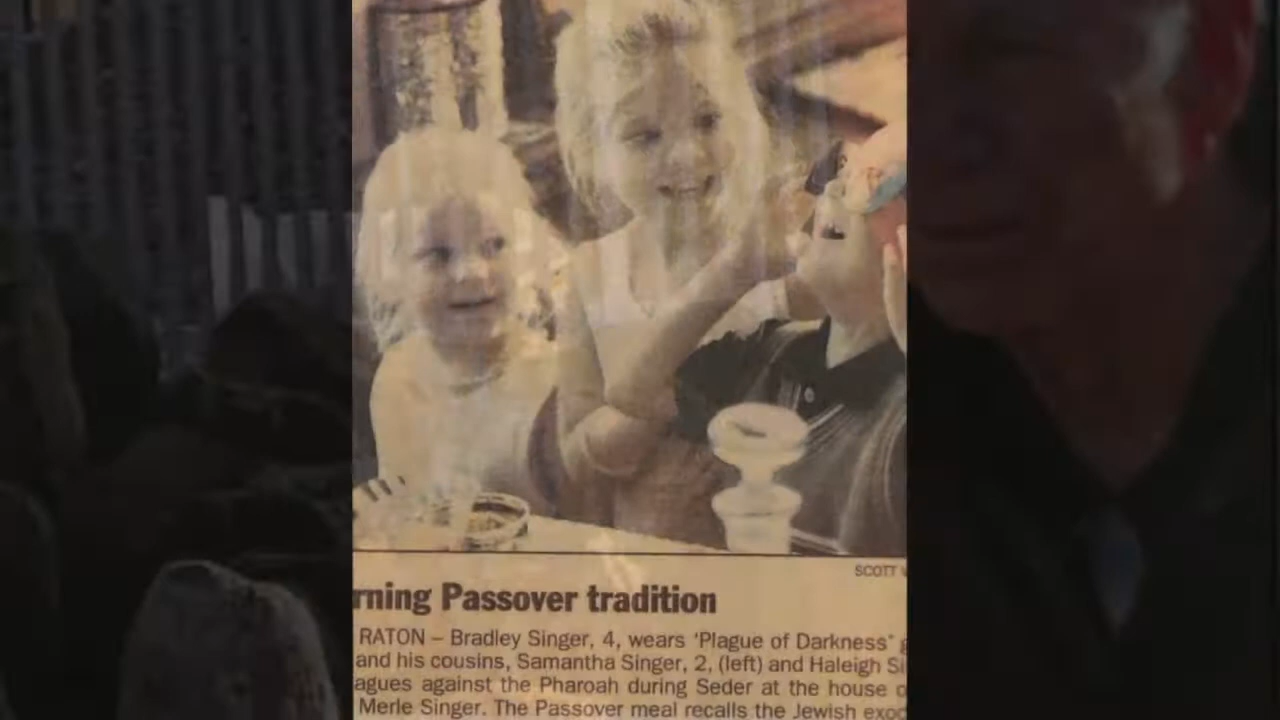 SCOTT
rning Passover tradition
RATON – Bradley Singer, 4, wears 'Plague of Darkness'
and his cousins, Samantha Singer, 2, (left) and Haleigh Si
agues against the Pharoah during Seder at the house o
Merle Singer. The Passover meal recalls the Jewish exod